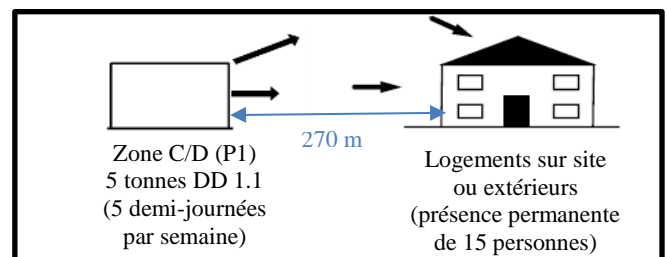 270 m
Zone C/D (P1)
5 tonnes DD 1.1
(5 demi-journées
par semaine)
Logements sur site
ou extérieurs
(présence permanente
de 15 personnes)